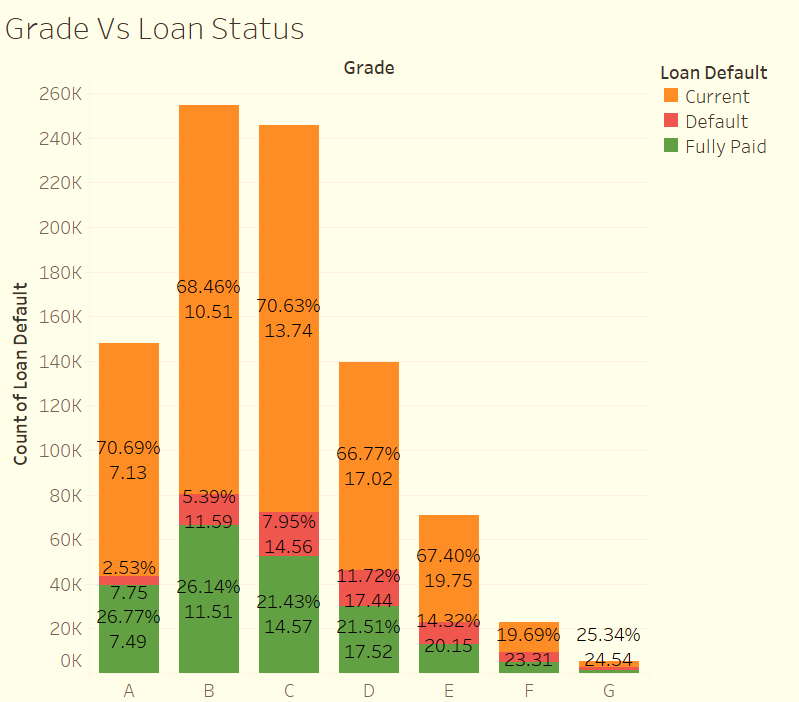 Grade Vs Loan Status
Grade
Loan Default
Current
Default
Fully Paid
Count of Loan Default
260K
240K
220K
200K
180K
160K
140K
120K
100K
80K
60K
40K
20K
0K
70.69%
7.13
2.53%
7.75
26.77%
7.49
68.46%
10.51
5.39%
11.59
26.14%
11.51
70.63%
13.74
7.95%
14.56
21.43%
14.57
66.77%
17.02
11.72%
17.44
21.51%
17.52
67.40%
19.75
14.32%
20.15
19.69%
23.31
25.34%
24.54
A B C D E F G